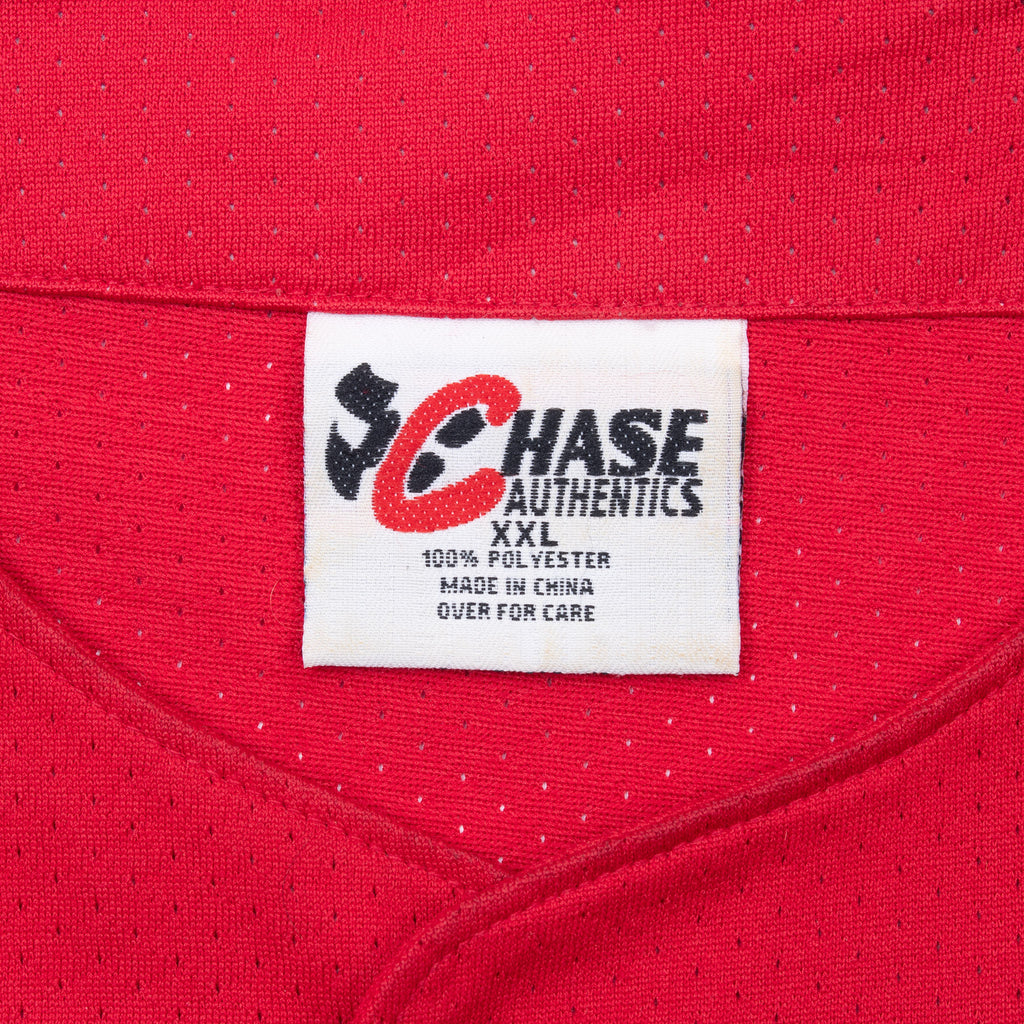 CHASE
AUTHENTICS
XXL
100% POLYESTER
MADE IN CHINA
OVER FOR CARE